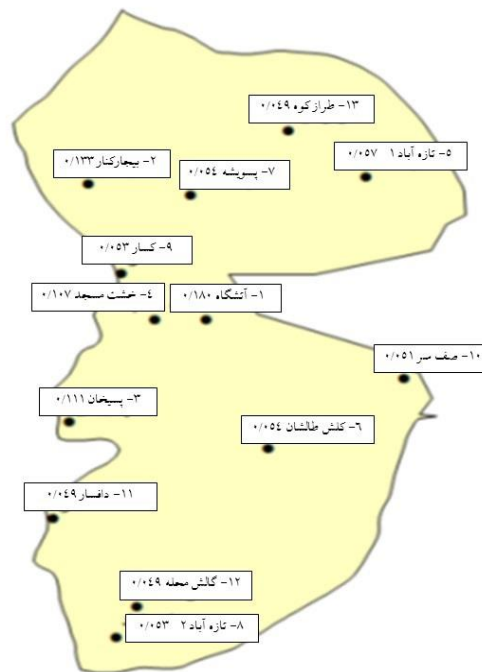 ۱۳- طرازکوه ۰/۰۴۹
۵- تازه آباد ۱ ۰/۰۵۷
۲- بیجارکنار ۰/۱۳۳
۷- پسویشه ۰/۰۵۴
۹- کسار ۰/۰۵۳
۴- خشت مسجد ۰/۱۰۷
۱- آتشگاه ۰/۱۸۰
۱۰- صف سر ۰/۰۵۱
۳- پسیخان ۰/۱۱۱
۶- کلش طالشان ۰/۰۵۴
۱۱- دافسار ۰/۰۴۹
۱۲- گالش محله ۰/۰۴۹
۸- تازه آباد ۲ ۰/۰۵۳